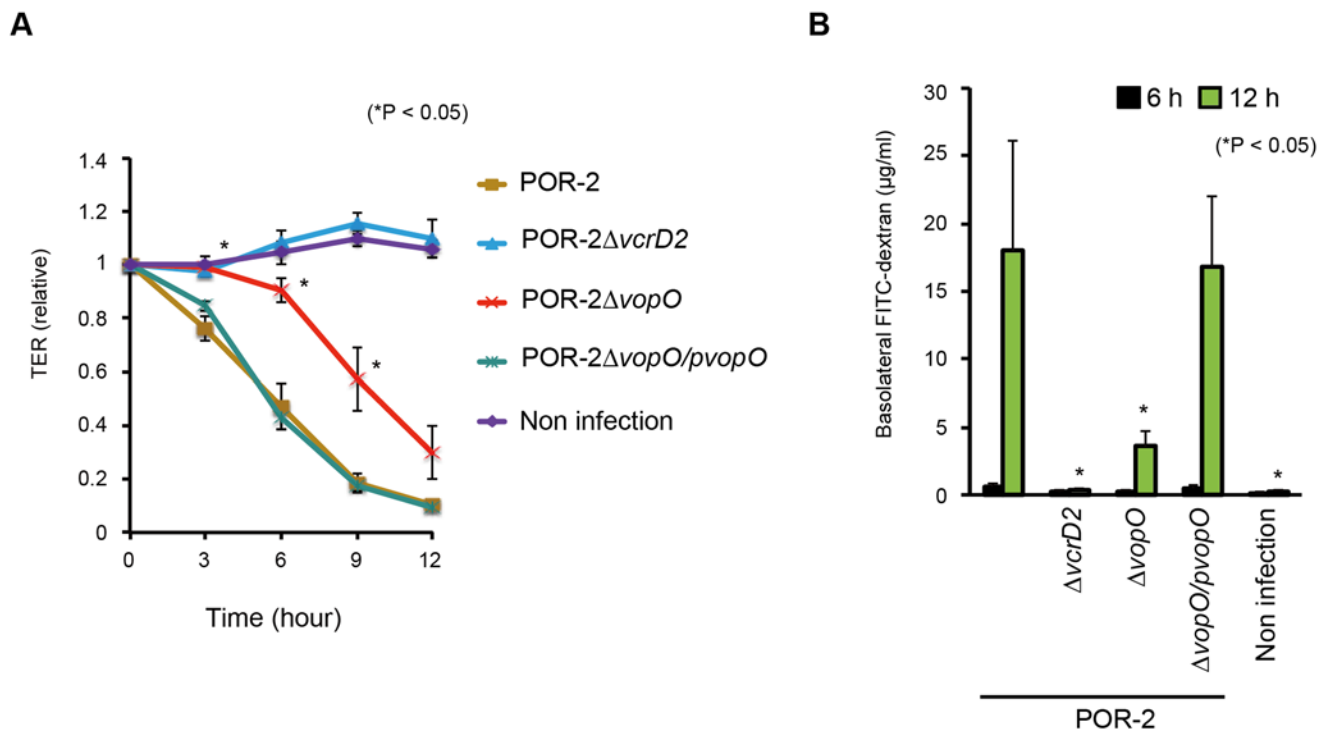 A
(*P < 0.05)
TER (relative)
1.4
1.2
1
0.8
0.6
0.4
0.2
0
0
3
6
9
12
Time (hour)
*
*
*
POR-2
POR-2ΔvcrD2
POR-2ΔvopO
POR-2ΔvopO/pvopO
Non infection
B
6 h
12 h
(*P < 0.05)
Basolateral FITC-dextran (µg/ml)
30
25
20
15
10
5
0
*
*
*
ΔvcrD2
ΔvopO
ΔvopO/pvopO
Non infection
POR-2